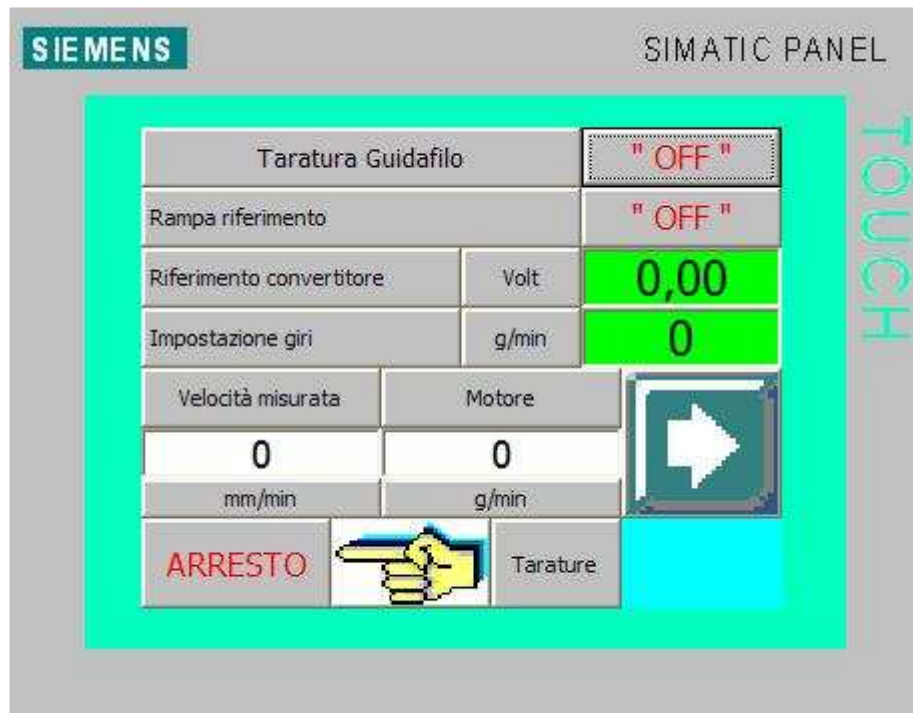 SIEMENS
SIMATIC PANEL
TOUCH
Taratura Guidafilo " OFF "
Rampa riferimento " OFF "
Riferimento convertitore Volt 0,00
Impostazione giri g/min 0
Velocità misurata Motore
0 0
mm/min g/min
ARRESTO Tarature